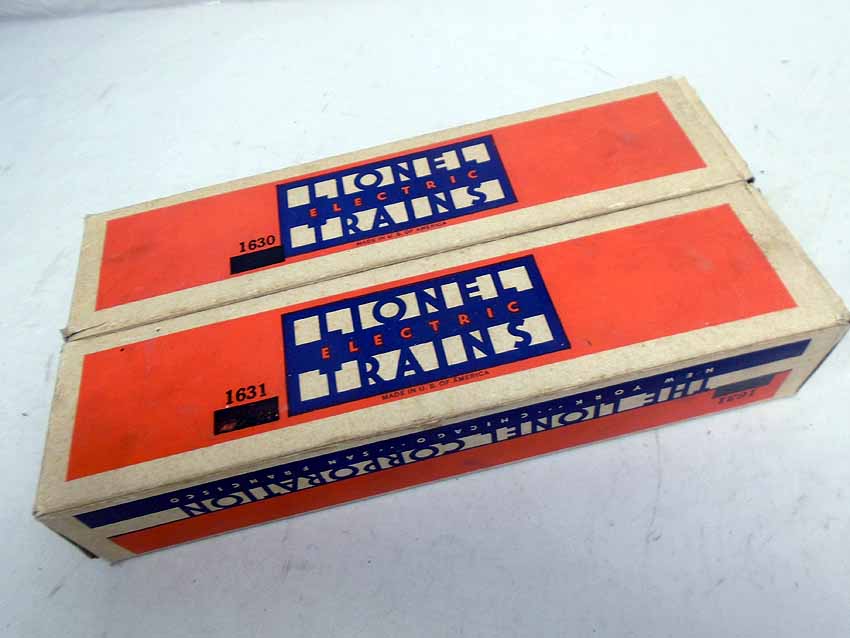 LIONEL
ELECTRIC
TRAINS
MADE IN U. S. OF AMERICA
1630
LIONEL
ELECTRIC
TRAINS
MADE IN U. S. OF AMERICA
1631
1631
THE LIONEL CORPORATION
NEW YORK · · · CHICAGO · · · SAN FRANCISCO